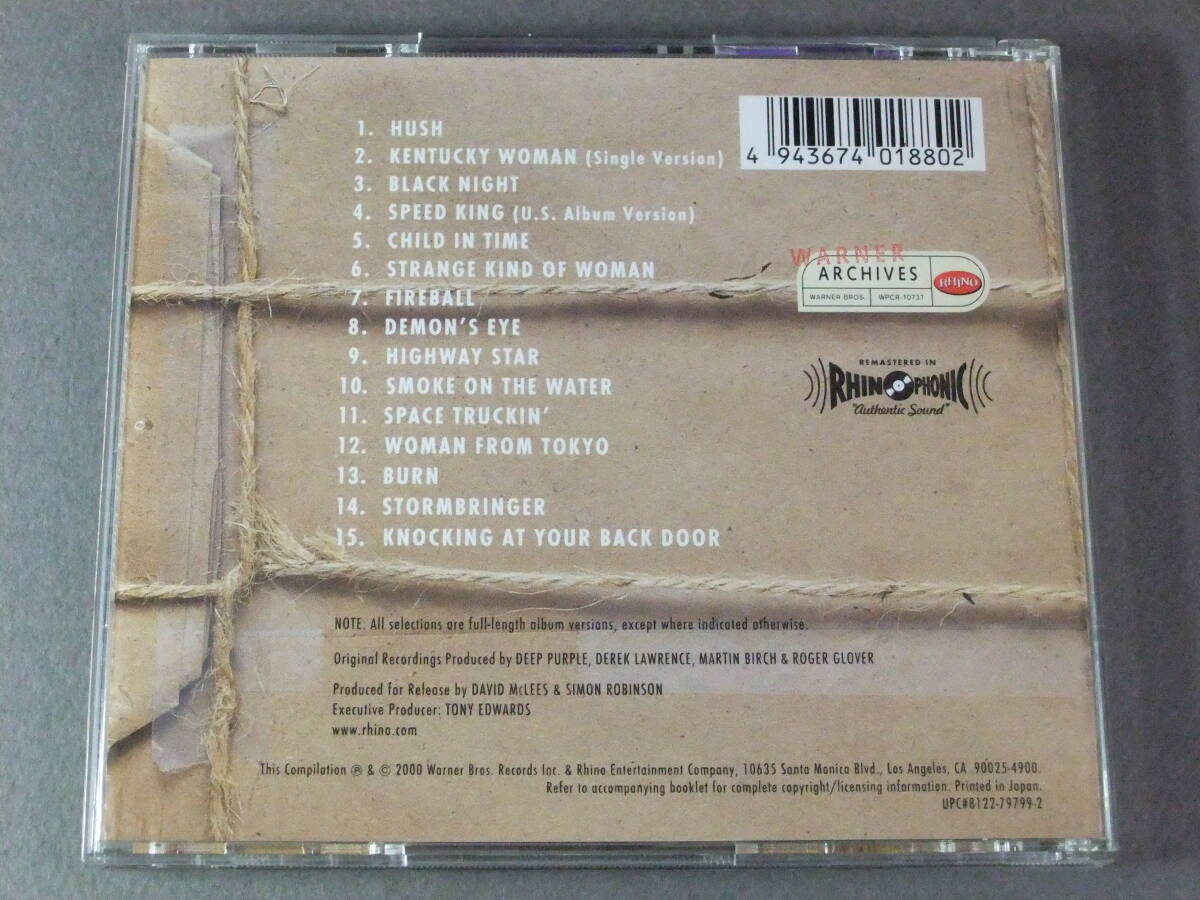 1. HUSH
2. KENTUCKY WOMAN (Single Version)
3. BLACK NIGHT
4. SPEED KING (U.S. Album Version)
5. CHILD IN TIME
6. STRANGE KIND OF WOMAN
7. FIREBALL
8. DEMON'S EYE
9. HIGHWAY STAR
10. SMOKE ON THE WATER
11. SPACE TRUCKIN'
12. WOMAN FROM TOKYO
13. BURN
14. STORMBRINGER
15. KNOCKING AT YOUR BACK DOOR
4 943674 018802
WARNER
ARCHIVES
WARNER BROS. WPCR-10737
RHINO
REMASTERED IN
RHINOPHONIC
"Authentic Sound"
NOTE: All selections are full-length album versions, except where indicated otherwise.
Original Recordings Produced by DEEP PURPLE, DEREK LAWRENCE, MARTIN BIRCH & ROGER GLOVER
Produced for Release by DAVID McLEES & SIMON ROBINSON
Executive Producer: TONY EDWARDS
www.rhino.com
This Compilation ℗ & © 2000 Warner Bros. Records Inc. & Rhino Entertainment Company, 10635 Santa Monica Blvd., Los Angeles, CA 90025-4900.
Refer to accompanying booklet for complete copyright/licensing information. Printed in Japan.
UPC#8122-79799-2